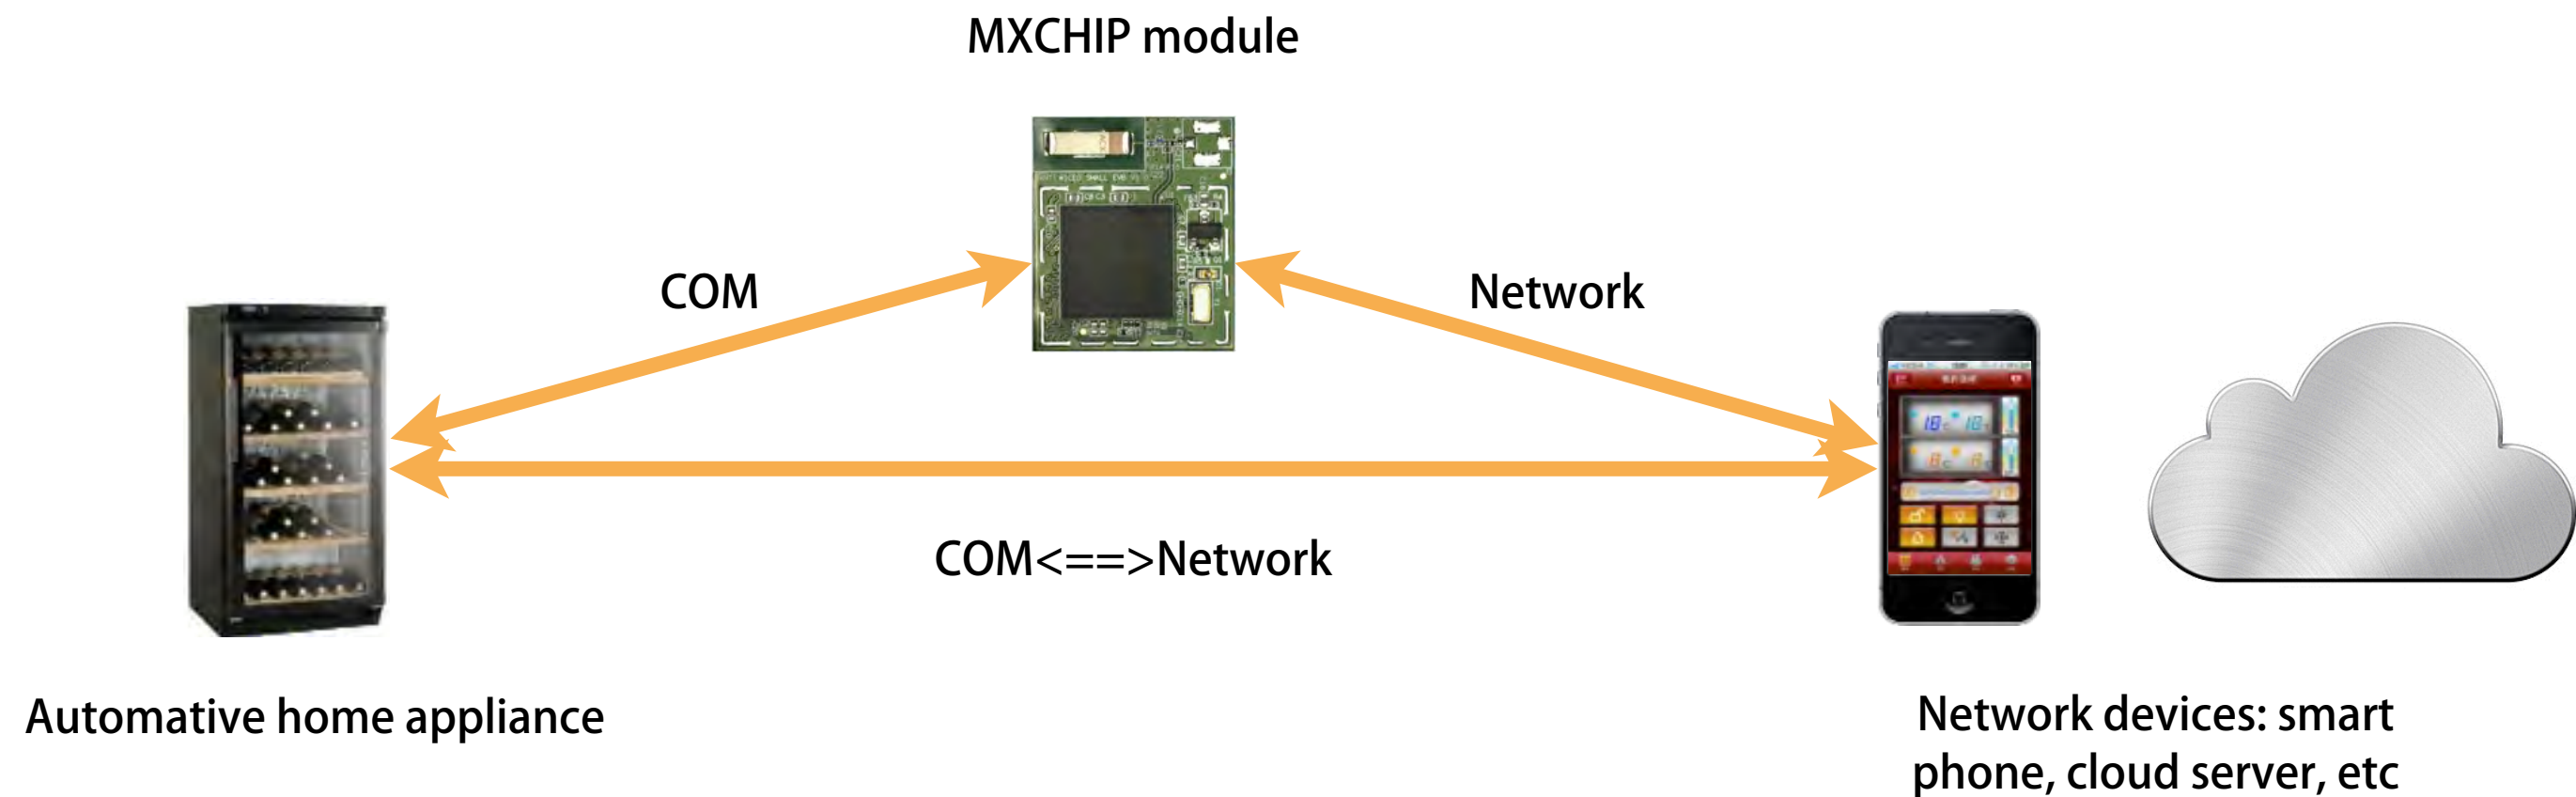 MXCHIP module
COM
Network
COM<==>Network
Automative home appliance
Network devices: smart
phone, cloud server, etc